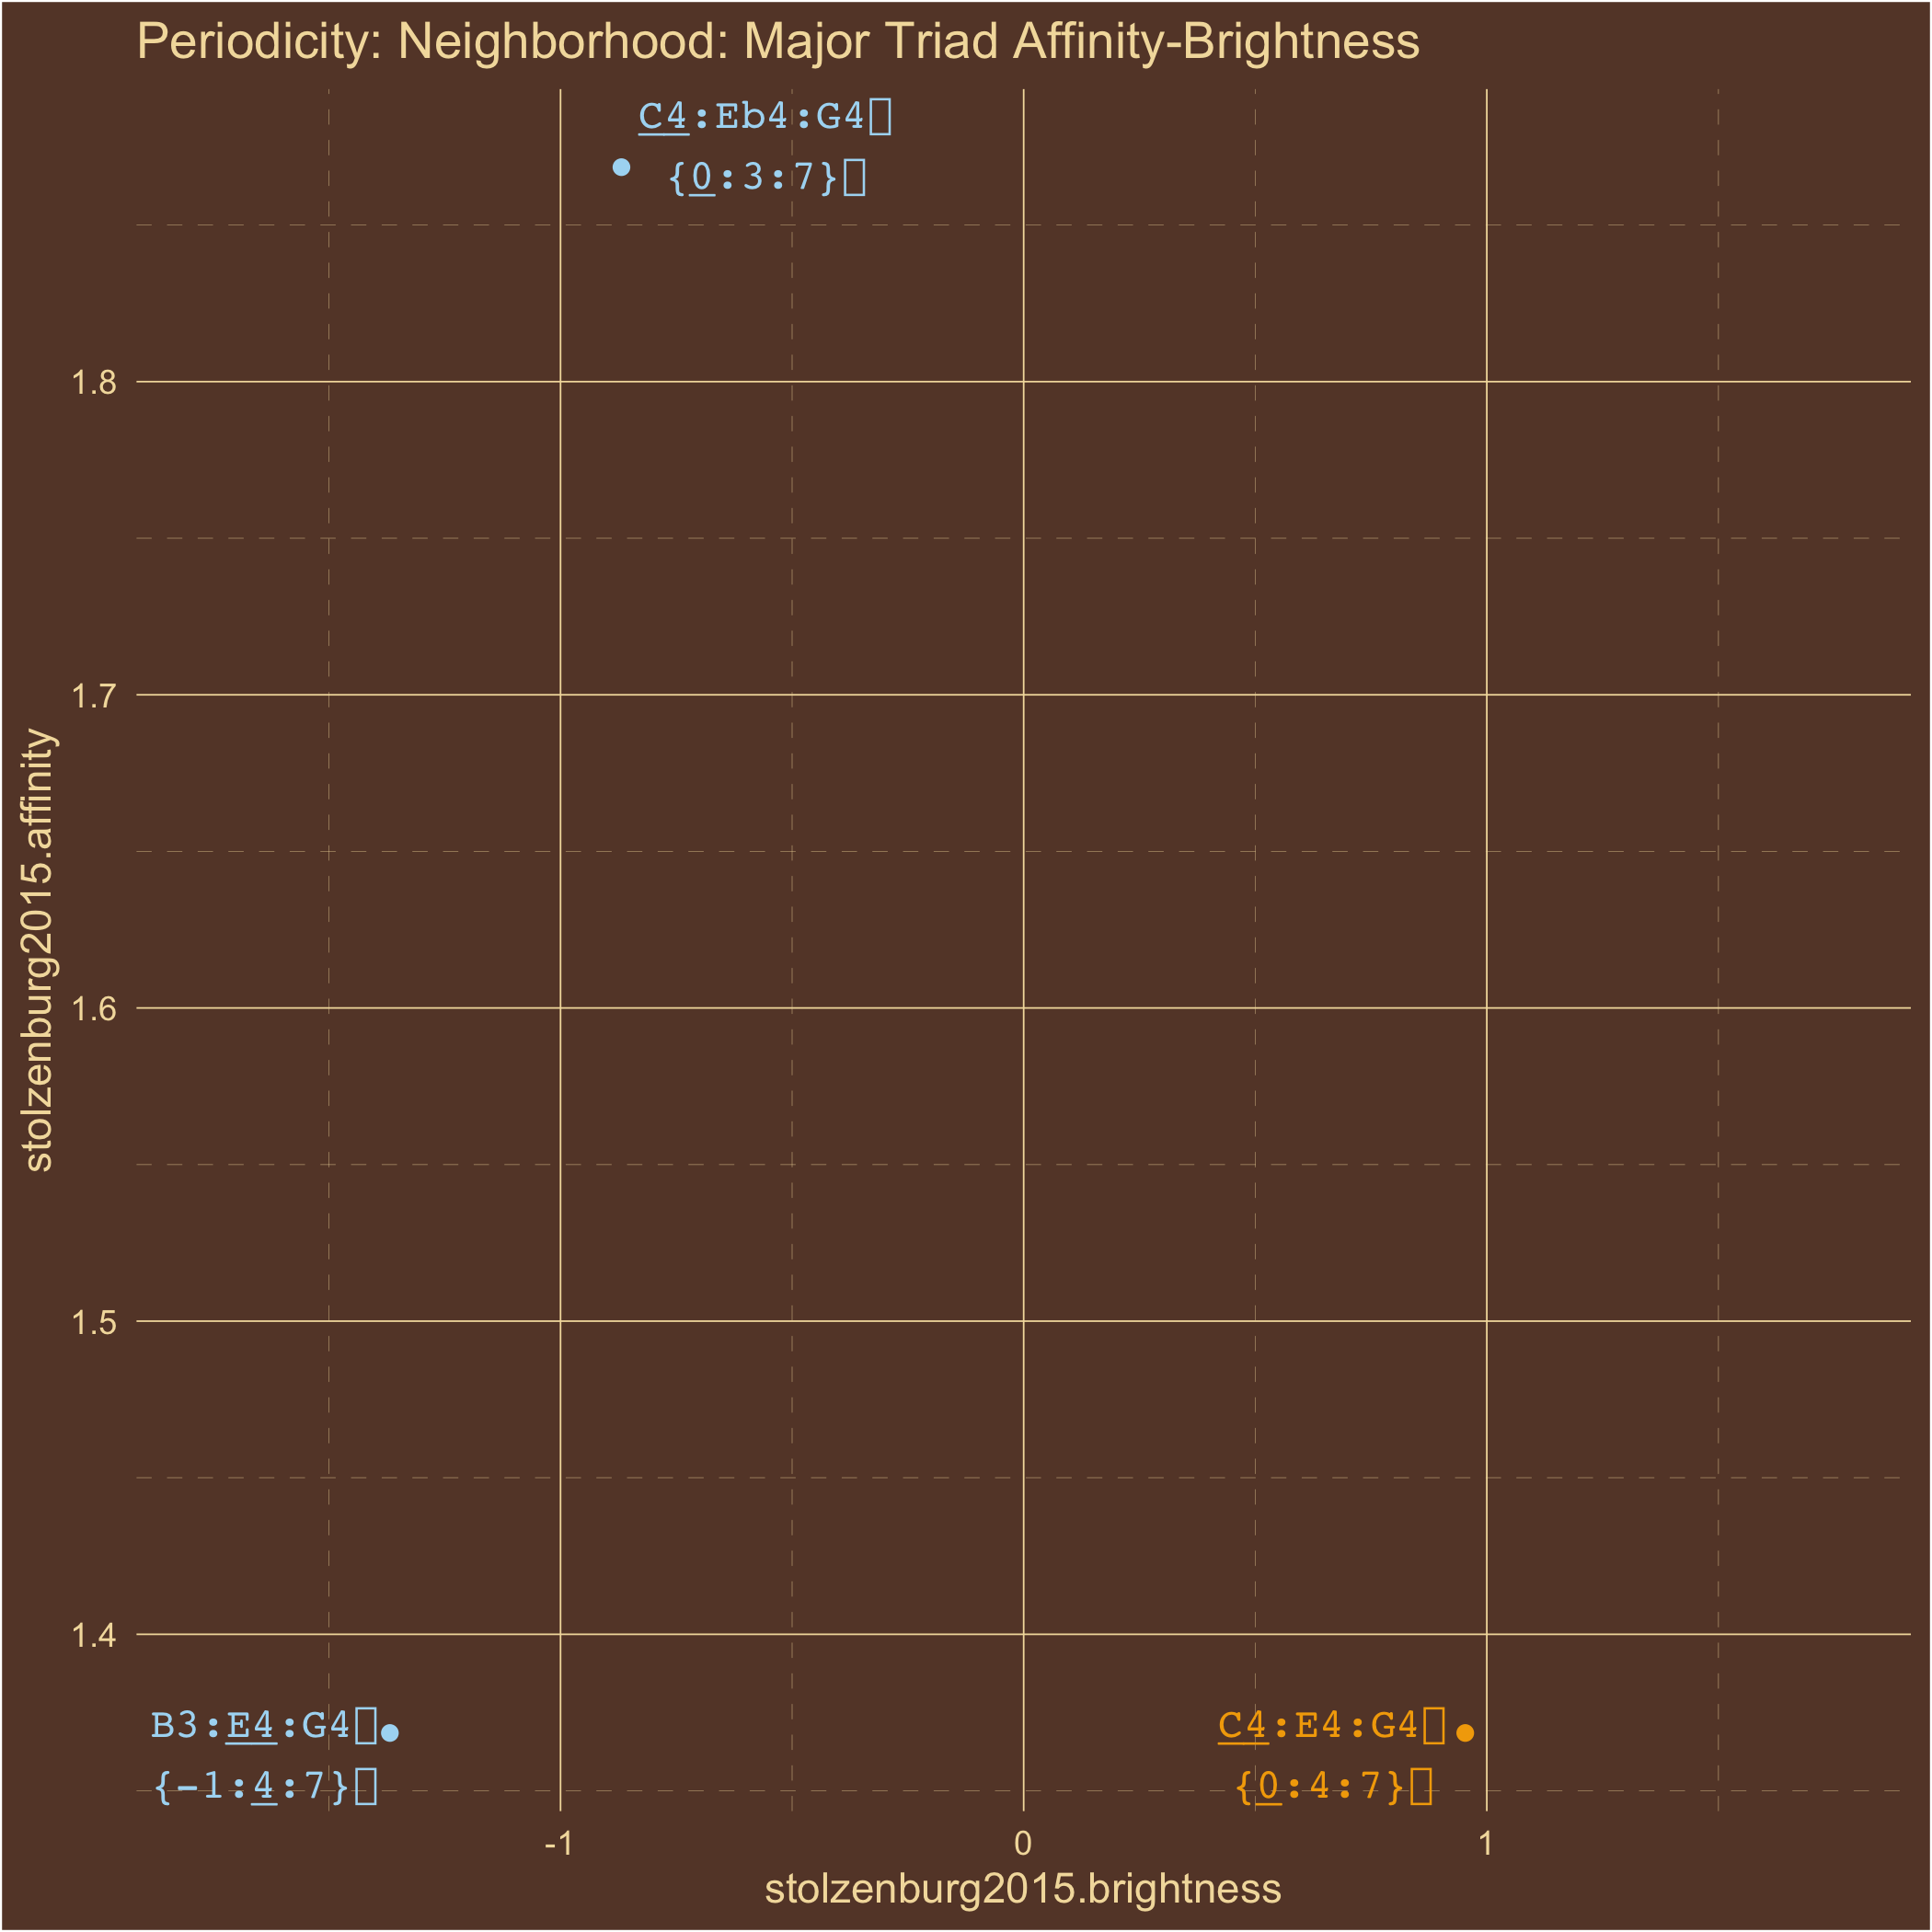 Periodicity: Neighborhood: Major Triad Affinity-Brightness
C4:Eb4:G4▯
{0:3:7}▯
1.8
1.7
1.6
1.5
1.4
stolzenburg2015.affinity
B3:E4:G4▯
{-1:4:7}▯
C4:E4:G4▯
{0:4:7}▯
-1
0
1
stolzenburg2015.brightness